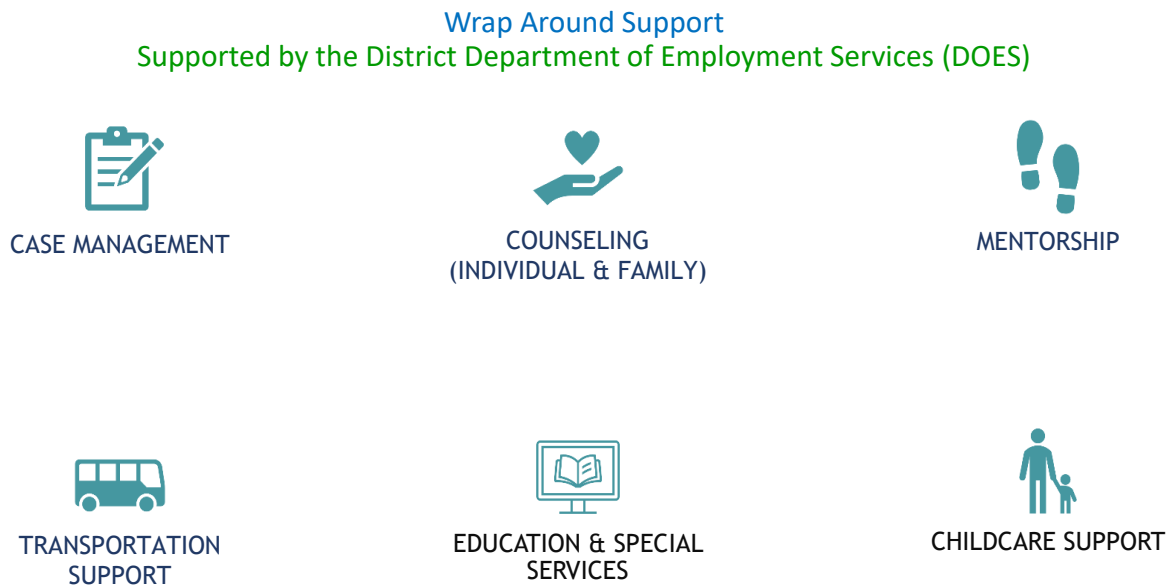 Wrap Around Support
Supported by the District Department of Employment Services (DOES)
CASE MANAGEMENT
COUNSELING
(INDIVIDUAL & FAMILY)
MENTORSHIP
TRANSPORTATION
SUPPORT
EDUCATION & SPECIAL
SERVICES
CHILDCARE SUPPORT